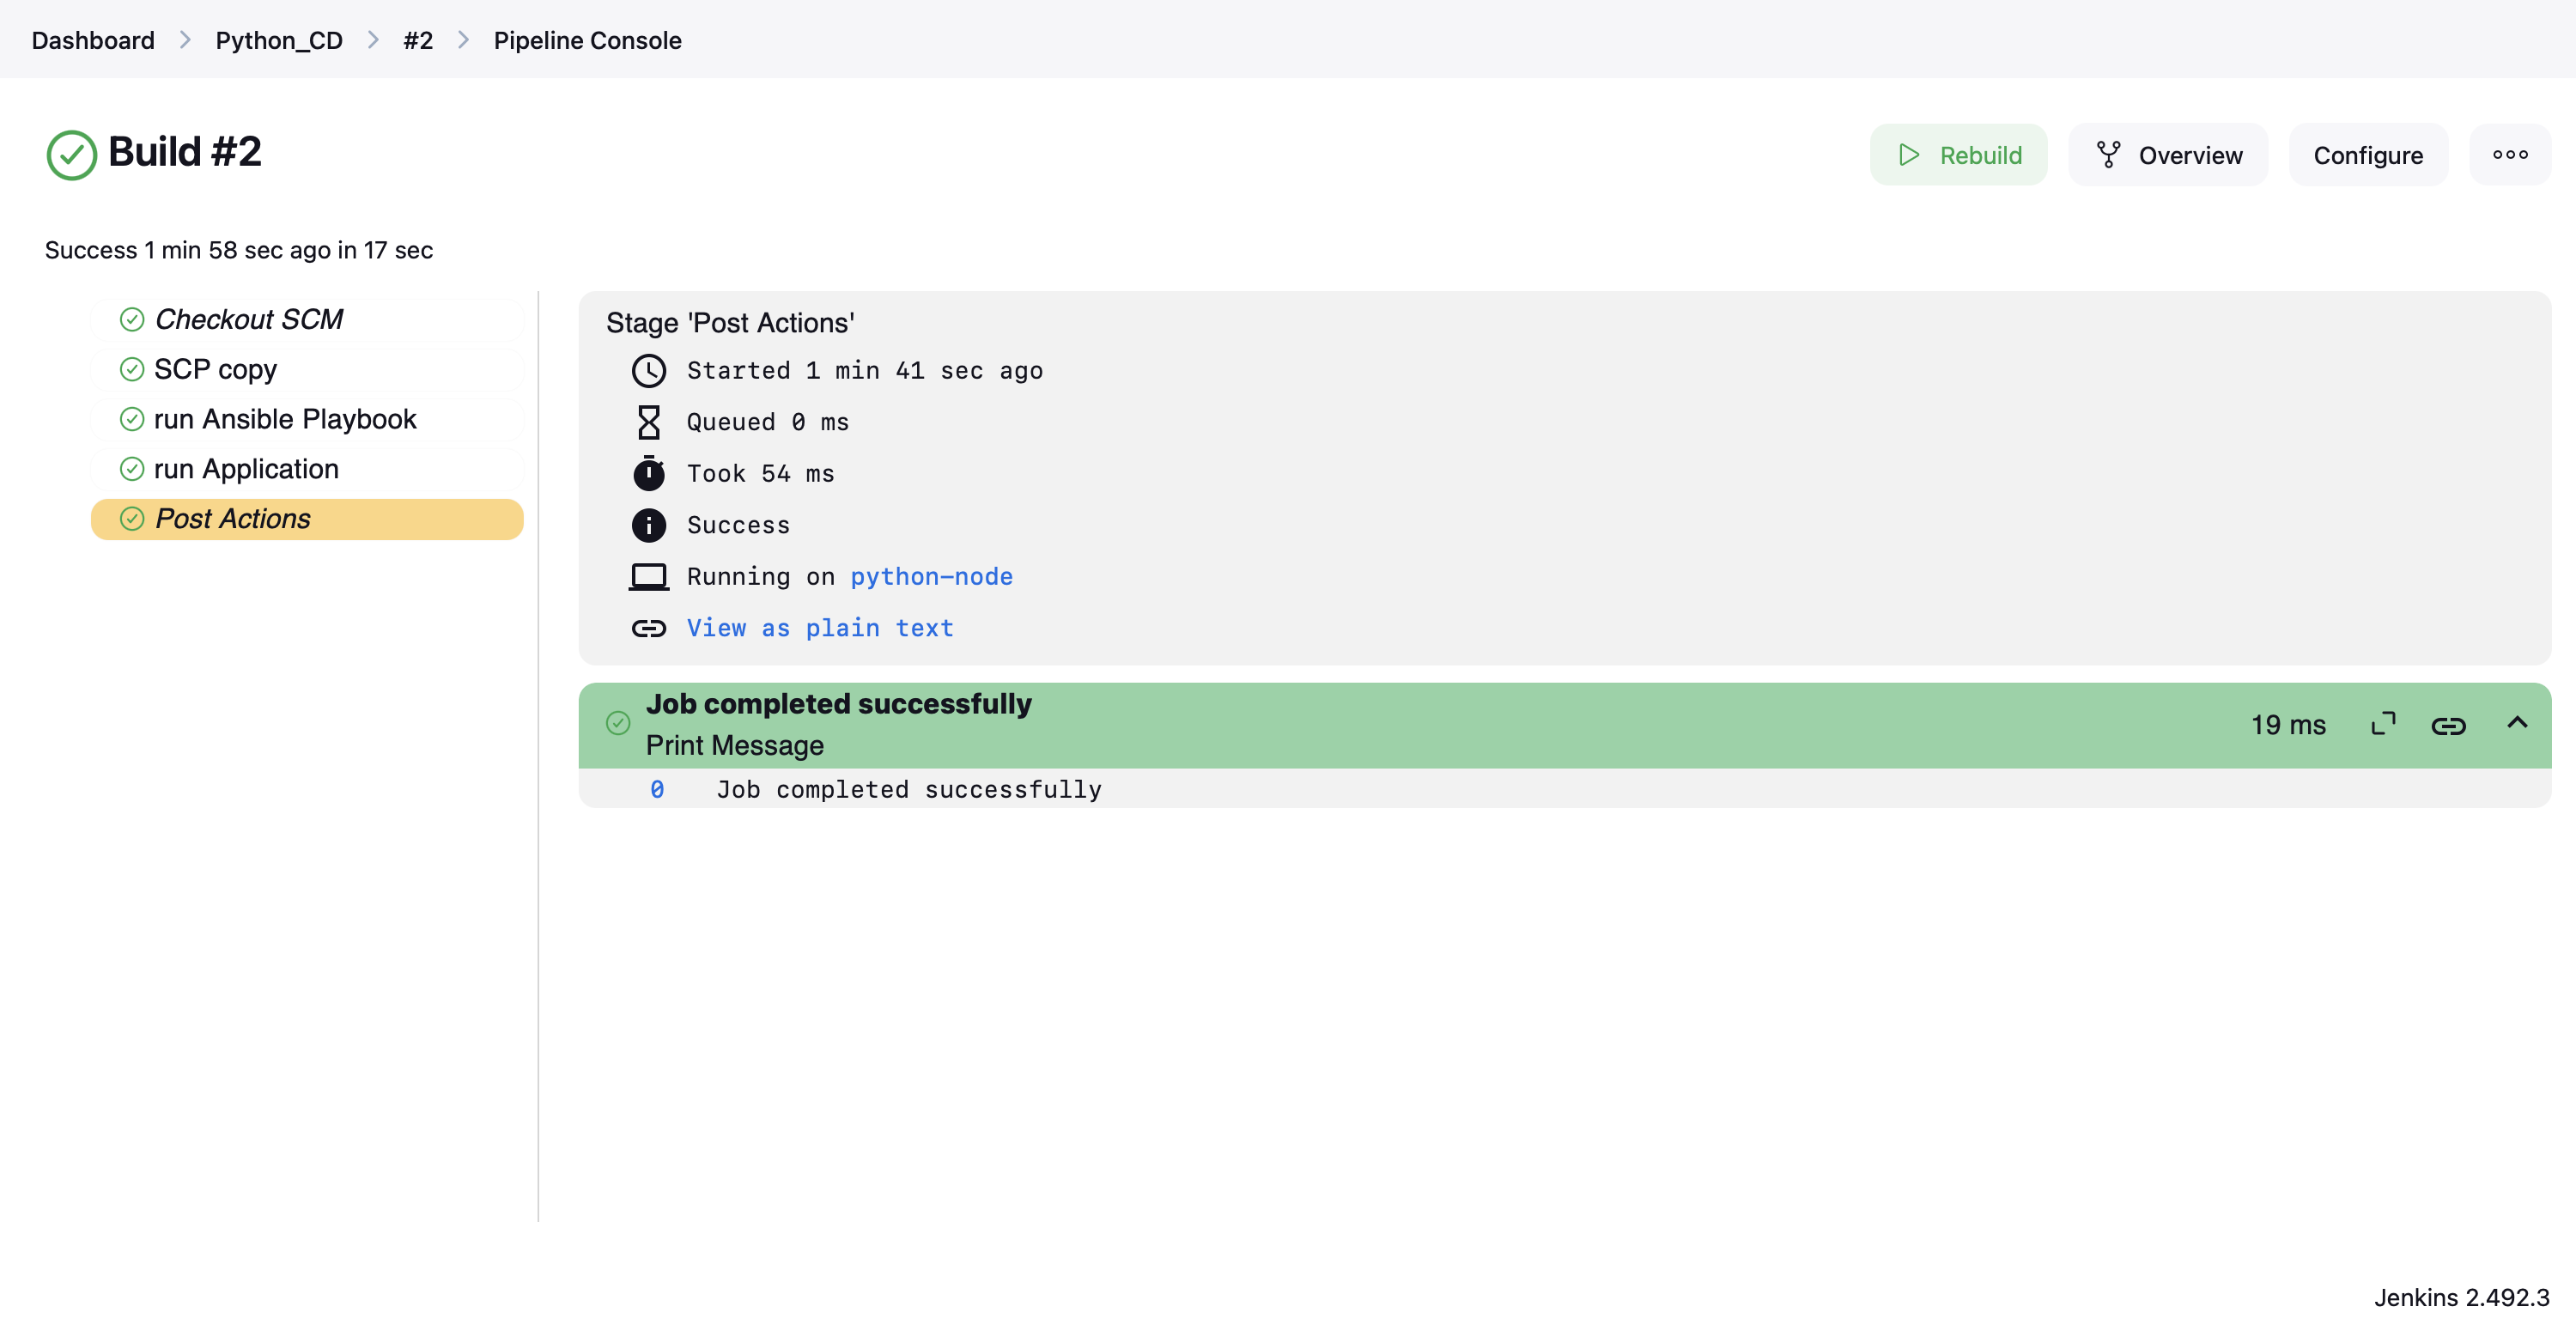 Dashboard > Python_CD > #2 > Pipeline Console
Build #2
Rebuild
Overview
Configure
Success 1 min 58 sec ago in 17 sec
Checkout SCM
SCP copy
run Ansible Playbook
run Application
Post Actions
Stage 'Post Actions'
Started 1 min 41 sec ago
Queued 0 ms
Took 54 ms
Success
Running on python-node
View as plain text
Job completed successfully
Print Message
19 ms
0 Job completed successfully
Jenkins 2.492.3